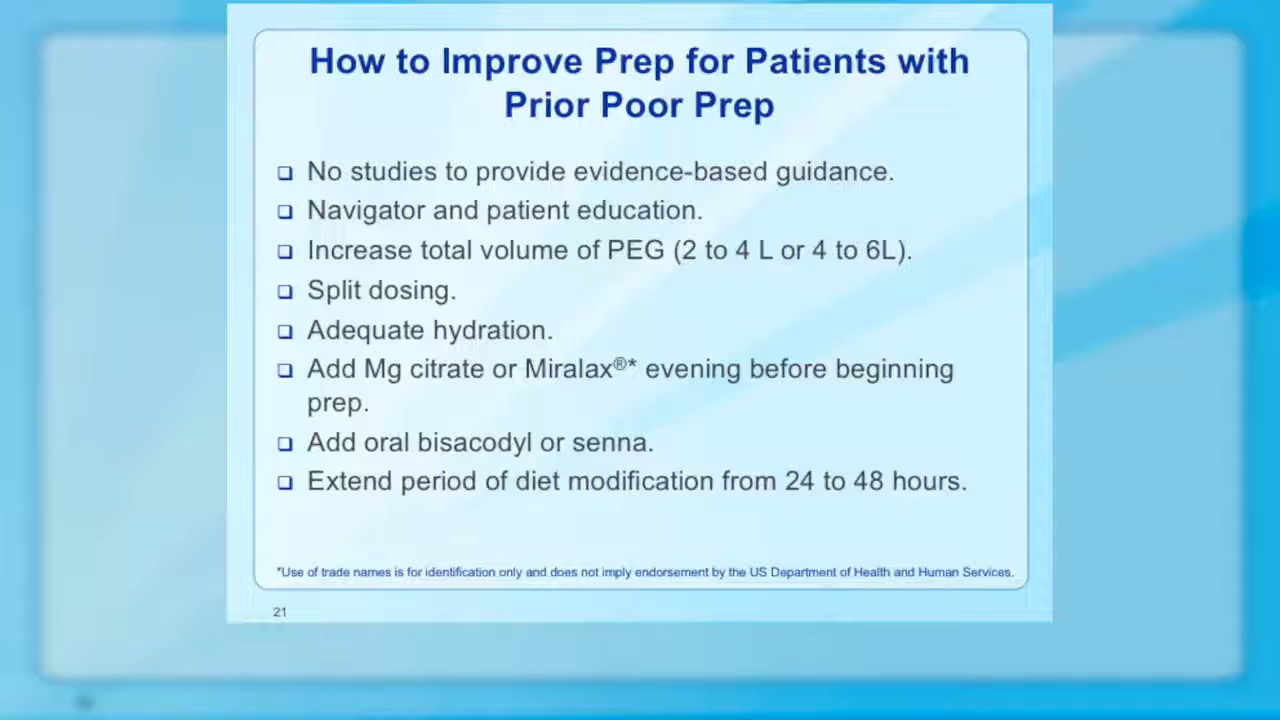 How to Improve Prep for Patients with
Prior Poor Prep
❑ No studies to provide evidence-based guidance.
❑ Navigator and patient education.
❑ Increase total volume of PEG (2 to 4 L or 4 to 6L).
❑ Split dosing.
❑ Adequate hydration.
❑ Add Mg citrate or Miralax®* evening before beginning
prep.
❑ Add oral bisacodyl or senna.
❑ Extend period of diet modification from 24 to 48 hours.
*Use of trade names is for identification only and does not imply endorsement by the US Department of Health and Human Services.
21